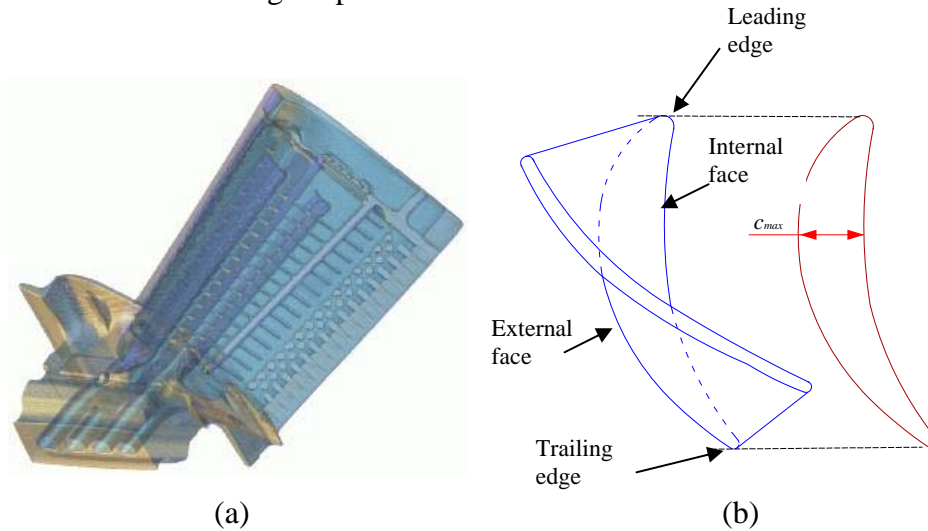 Leading
edge
Internal
face
cmax
External
face
Trailing
edge
(a)
(b)